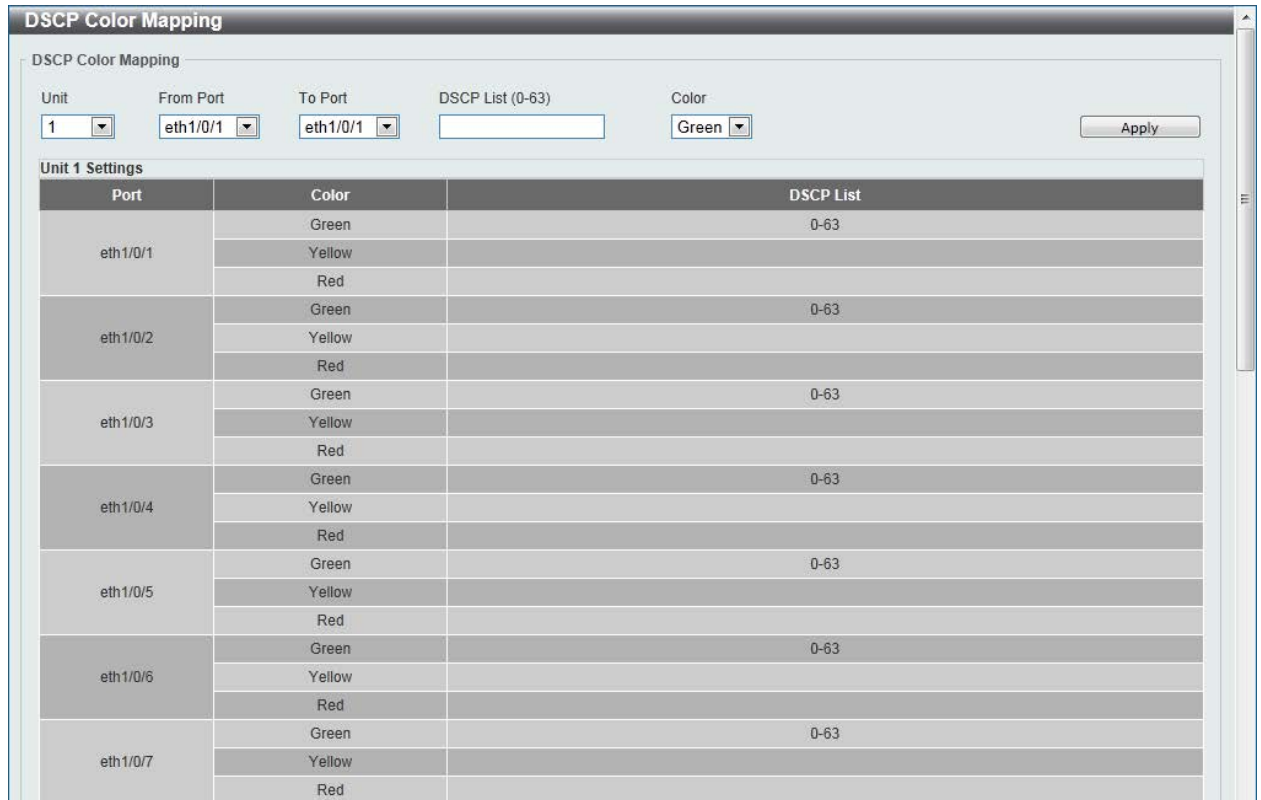 DSCP Color Mapping
DSCP Color Mapping
Unit From Port To Port DSCP List (0-63) Color
1 eth1/0/1 eth1/0/1 Green Apply
Unit 1 Settings
Port Color DSCP List
Green 0-63
eth1/0/1 Yellow
Red
Green 0-63
eth1/0/2 Yellow
Red
Green 0-63
eth1/0/3 Yellow
Red
Green 0-63
eth1/0/4 Yellow
Red
Green 0-63
eth1/0/5 Yellow
Red
Green 0-63
eth1/0/6 Yellow
Red
Green 0-63
eth1/0/7 Yellow
Red